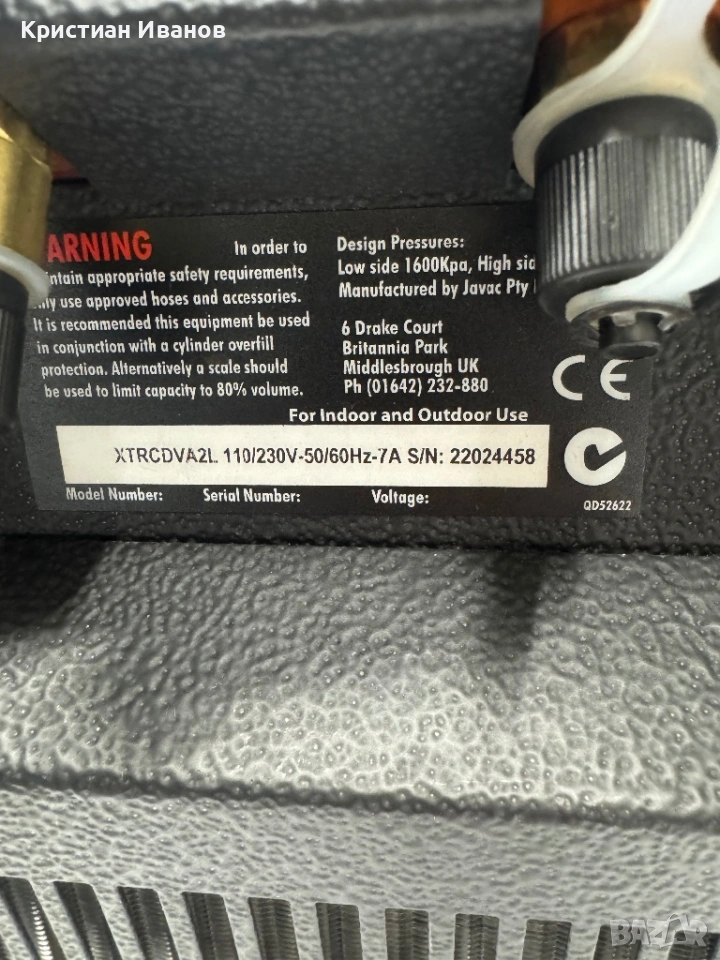 Кристиан Иванов
ARNING In order to
appropriate safety requirements,
use approved hoses and accessories.
It is recommended this equipment be used
in conjunction with a cylinder overfill
protection. Alternatively a scale should
be used to limit capacity to 80% volume.
Design Pressures:
Low side 1600Kpa, High sid
Manufactured by Javac Pty
6 Drake Court
Britannia Park
Middlesbrough UK
Ph (01642) 232-880
CE
For Indoor and Outdoor Use
XTRCDVA2L 110/230V-50/60Hz-7A S/N: 22024458
Model Number: Serial Number: Voltage:
QD52622
BAZAR